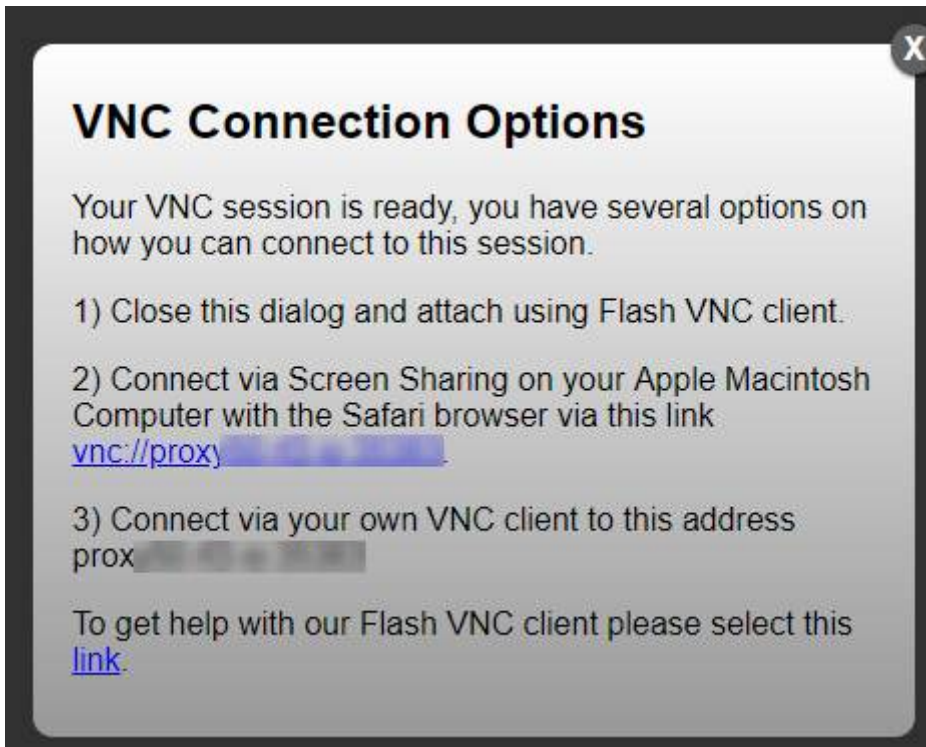 X
VNC Connection Options
Your VNC session is ready, you have several options on
how you can connect to this session.
1) Close this dialog and attach using Flash VNC client.
2) Connect via Screen Sharing on your Apple Macintosh
Computer with the Safari browser via this link
vnc://proxy
3) Connect via your own VNC client to this address
prox
To get help with our Flash VNC client please select this
link.